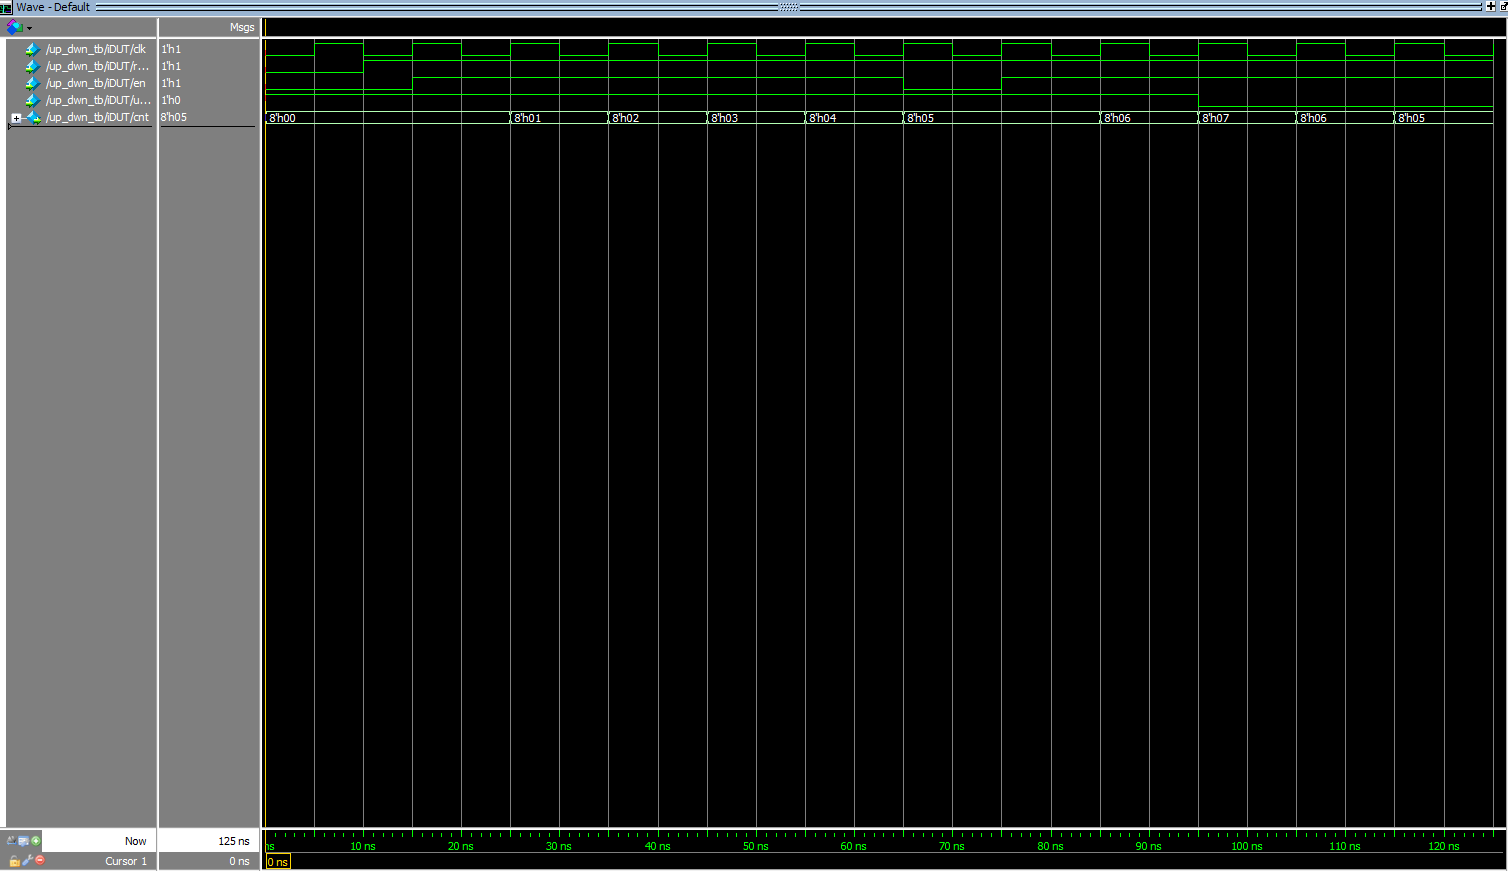 Wave - Default
Msgs
/up_dwn_tb/iDUT/clk 1'h1
/up_dwn_tb/iDUT/r... 1'h1
/up_dwn_tb/iDUT/en 1'h1
/up_dwn_tb/iDUT/u... 1'h0
/up_dwn_tb/iDUT/cnt 8'h05 8'h00 8'h01 8'h02 8'h03 8'h04 8'h05 8'h06 8'h07 8'h06 8'h05
Now 125 ns ns 10 ns 20 ns 30 ns 40 ns 50 ns 60 ns 70 ns 80 ns 90 ns 100 ns 110 ns 120 ns
Cursor 1 0 ns 0 ns